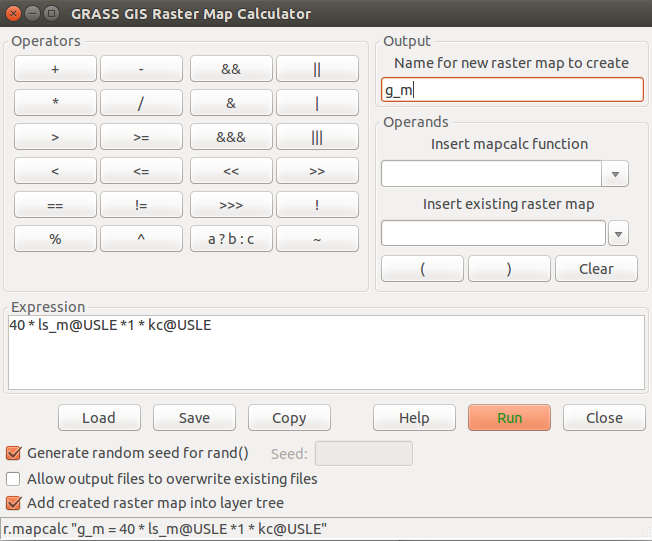 GRASS GIS Raster Map Calculator
Operators
+ - && ||
* / & |
> >= &&& |||
< <= << >>
== != >>> !
% ^ a ? b : c ~
Output
Name for new raster map to create
g_m
Operands
Insert mapcalc function
Insert existing raster map
( ) Clear
Expression
40 * ls_m@USLE *1 * kc@USLE
Load Save Copy Help Run Close
Generate random seed for rand() Seed:
Allow output files to overwrite existing files
Add created raster map into layer tree
r.mapcalc "g_m = 40 * ls_m@USLE *1 * kc@USLE"